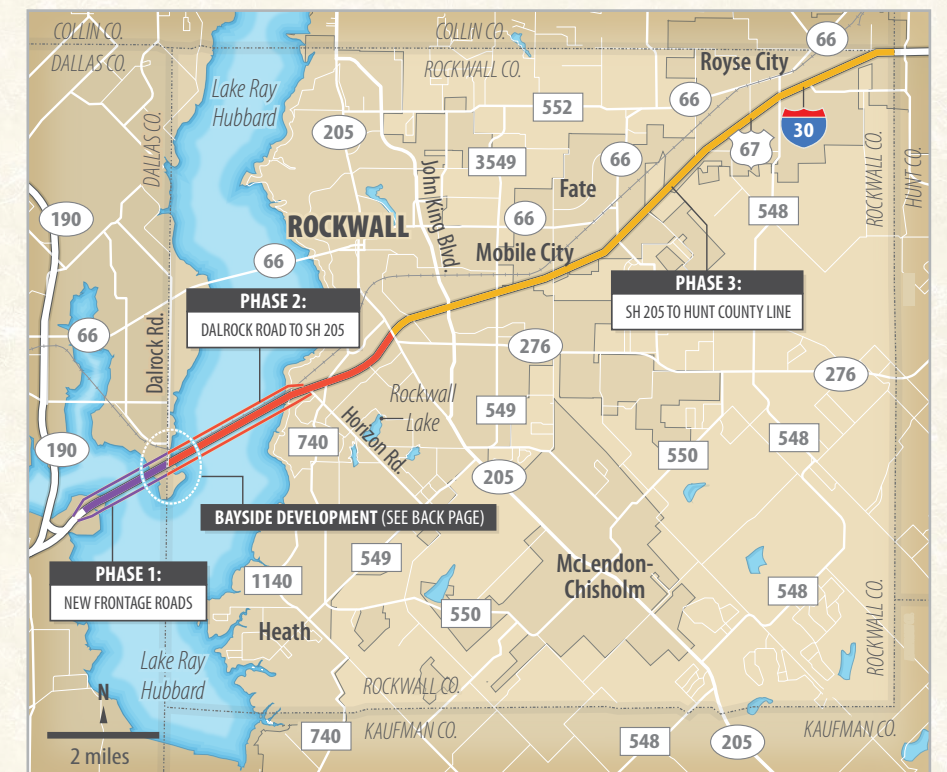 COLLIN CO.
DALLAS CO.
COLLIN CO.
ROCKWALL CO.
66
Royse City
Lake Ray
Hubbard
DALLAS CO.
205
552
66
30
67
John King Blvd.
3549
66
Fate
ROCKWALL CO.
HUNT CO.
190
548
ROCKWALL
66
Mobile City
66
PHASE 2:
DALROCK ROAD TO SH 205
PHASE 3:
SH 205 TO HUNT COUNTY LINE
66
Dalrock Rd.
276
276
Rockwall
Lake
549
Horizon Rd.
740
548
550
190
205
BAYSIDE DEVELOPMENT (SEE BACK PAGE)
PHASE 1:
NEW FRONTAGE ROADS
549
1140
McLendon-
Chisholm
548
550
Heath
ROCKWALL CO.
Lake Ray
Hubbard
ROCKWALL CO.
N
2 miles
740
KAUFMAN CO.
548
205
KAUFMAN CO.